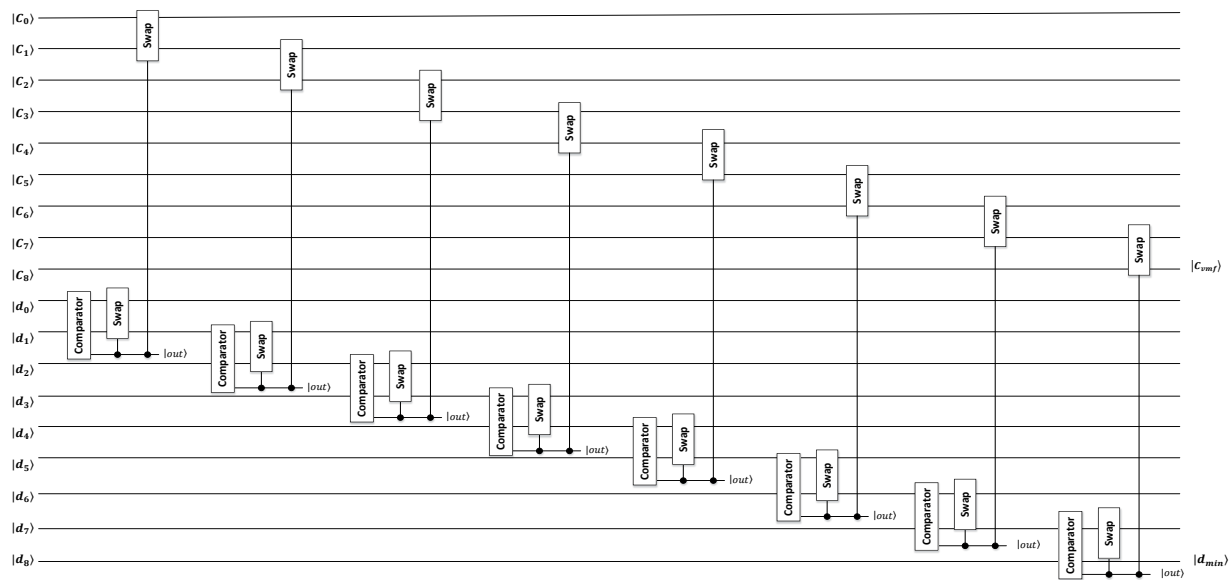 |C₀⟩
|C₁⟩
|C₂⟩
|C₃⟩
|C₄⟩
|C₅⟩
|C₆⟩
|C₇⟩
|C₈⟩
|d₀⟩
|d₁⟩
|d₂⟩
|d₃⟩
|d₄⟩
|d₅⟩
|d₆⟩
|d₇⟩
|d₈⟩
Comparator
Swap
Swap
|out⟩
Comparator
Swap
Swap
|out⟩
Comparator
Swap
Swap
|out⟩
Comparator
Swap
Swap
|out⟩
Comparator
Swap
Swap
|out⟩
Comparator
Swap
Swap
|out⟩
Comparator
Swap
Swap
|out⟩
Comparator
Swap
Swap
|out⟩
|C_vmf⟩
|d_min⟩